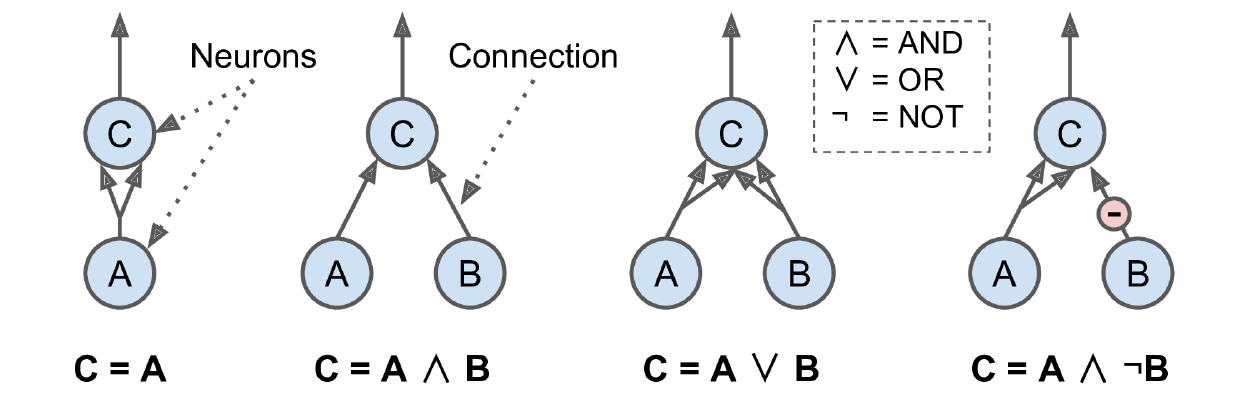 Neurons
Connection
∧ = AND
∨ = OR
¬ = NOT
C
C
C
C
-
A
A
B
A
B
A
B
C = A
C = A ∧ B
C = A ∨ B
C = A ∧ ¬B